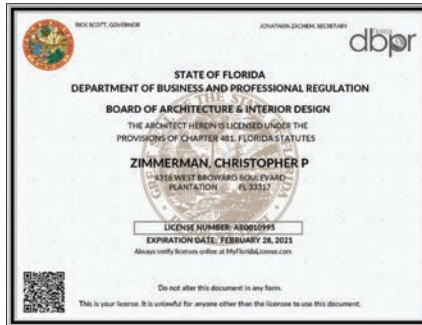 RICK SCOTT, GOVERNOR
JONATHAN ZACHEM, SECRETARY
dbpr
STATE OF FLORIDA
DEPARTMENT OF BUSINESS AND PROFESSIONAL REGULATION
BOARD OF ARCHITECTURE & INTERIOR DESIGN
THE ARCHITECT HEREIN IS LICENSED UNDER THE
PROVISIONS OF CHAPTER 481, FLORIDA STATUTES
ZIMMERMAN, CHRISTOPHER P
4316 WEST BROWARD BOULEVARD
PLANTATION FL 33317
LICENSE NUMBER: AR0010995
EXPIRATION DATE: FEBRUARY 28, 2021
Always verify licenses online at MyFloridaLicense.com
Do not alter this document in any form.
This is your license. It is unlawful for anyone other than the licensee to use this document.